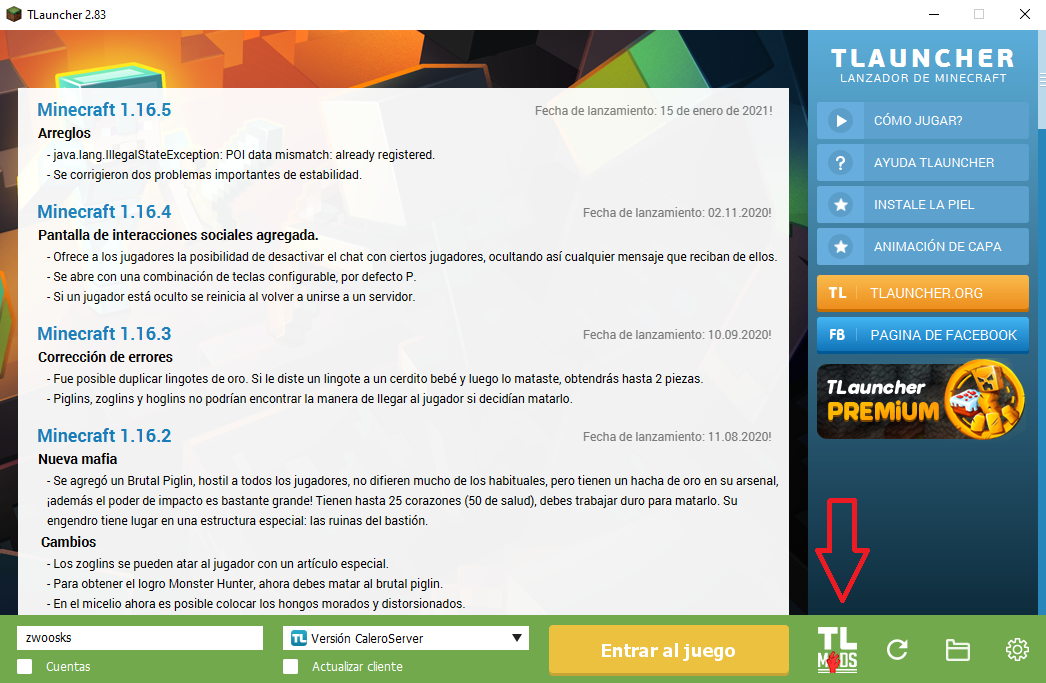 TLauncher 2.83
Minecraft 1.16.5
Fecha de lanzamiento: 15 de enero de 2021!
Arreglos
- java.lang.IllegalStateException: POI data mismatch: already registered.
- Se corrigieron dos problemas importantes de estabilidad.
Minecraft 1.16.4
Fecha de lanzamiento: 02.11.2020!
Pantalla de interacciones sociales agregada.
- Ofrece a los jugadores la posibilidad de desactivar el chat con ciertos jugadores, ocultando así cualquier mensaje que reciban de ellos.
- Se abre con una combinación de teclas configurable, por defecto P.
- Si un jugador está oculto se reinicia al volver a unirse a un servidor.
Minecraft 1.16.3
Fecha de lanzamiento: 10.09.2020!
Corrección de errores
- Fue posible duplicar lingotes de oro. Si le diste un lingote a un cerdito bebé y luego lo mataste, obtendrás hasta 2 piezas.
- Piglins, zoglins y hoglins no podrían encontrar la manera de llegar al jugador si decidían matarlo.
Minecraft 1.16.2
Fecha de lanzamiento: 11.08.2020!
Nueva mafia
- Se agregó un Brutal Piglin, hostil a todos los jugadores, no difieren mucho de los habituales, pero tienen un hacha de oro en su arsenal,
¡además el poder de impacto es bastante grande! Tienen hasta 25 corazones (50 de salud), debes trabajar duro para matarlo. Su
engendro tiene lugar en una estructura especial: las ruinas del bastión.
Cambios
- Los zoglins se pueden atar al jugador con un artículo especial.
- Para obtener el logro Monster Hunter, ahora debes matar al brutal piglin.
- En el micelio ahora es posible colocar los hongos morados y distorsionados.
TLAUNCHER
LANZADOR DE MINECRAFT
CÓMO JUGAR?
? AYUDA TLAUNCHER
INSTALE LA PIEL
ANIMACIÓN DE CAPA
TL TLAUNCHER.ORG
FB PAGINA DE FACEBOOK
TLauncher
PREMIUM
zwoosks
Cuentas
TL Versión CaleroServer
Actualizar cliente
Entrar al juego
TL
MODS